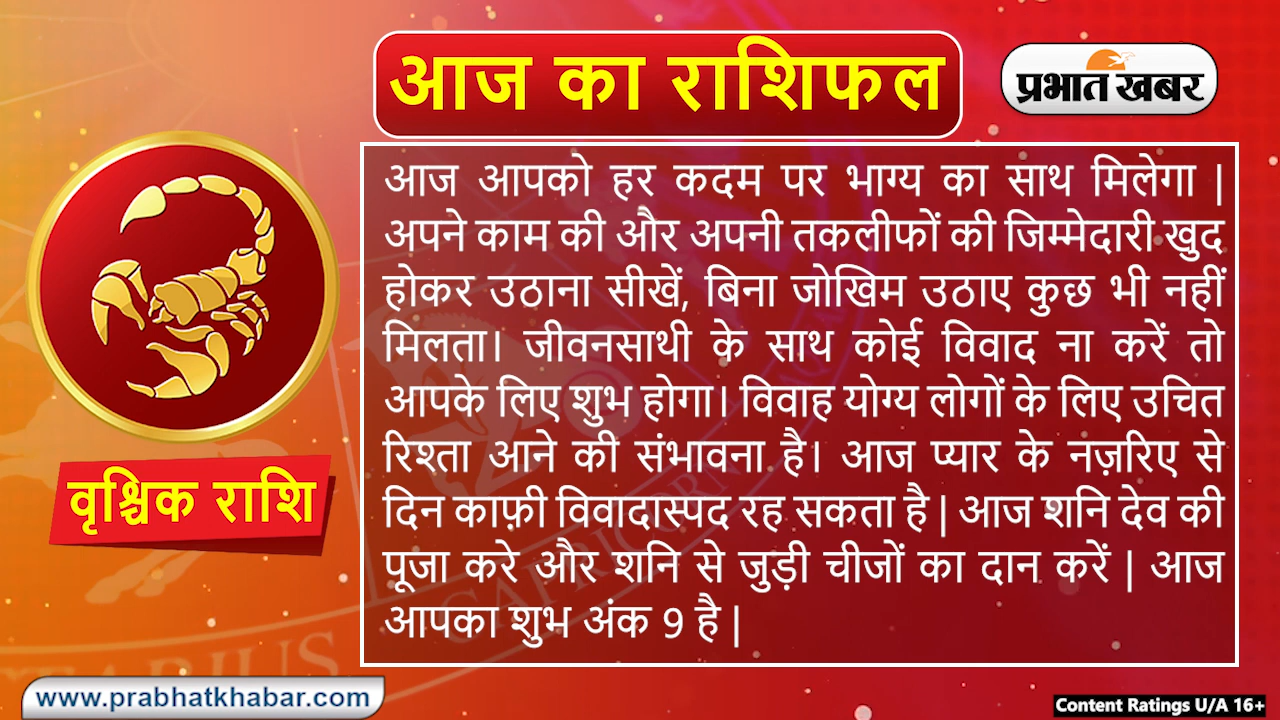 आज का राशिफल
प्रभात खबर
आज आपको हर कदम पर भाग्य का साथ मिलेगा |
अपने काम की और अपनी तकलीफों की जिम्मेदारी खुद
होकर उठाना सीखें, बिना जोखिम उठाए कुछ भी नहीं
मिलता। जीवनसाथी के साथ कोई विवाद ना करें तो
आपके लिए शुभ होगा। विवाह योग्य लोगों के लिए उचित
रिश्ता आने की संभावना है। आज प्यार के नज़रिए से
दिन काफ़ी विवादास्पद रह सकता है | आज शनि देव की
पूजा करे और शनि से जुड़ी चीजों का दान करें | आज
आपका शुभ अंक 9 है |
वृश्चिक राशि
CAPRICORN
www.prabhatkhabar.com
Content Ratings U/A 16+